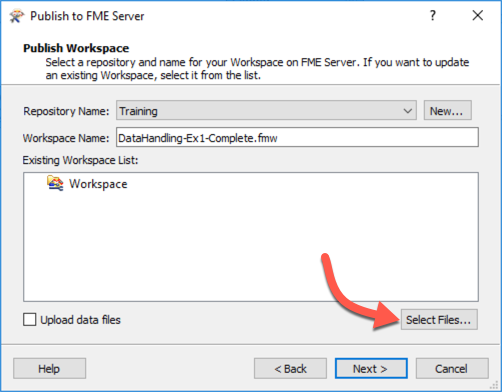 Publish to FME Server
Publish Workspace
Select a repository and name for your Workspace on FME Server. If you want to update
an existing Workspace, select it from the list.
Repository Name: Training New...
Workspace Name: DataHandling-Ex1-Complete.fmw
Existing Workspace List:
Workspace
Upload data files Select Files...
Help < Back Next > Cancel